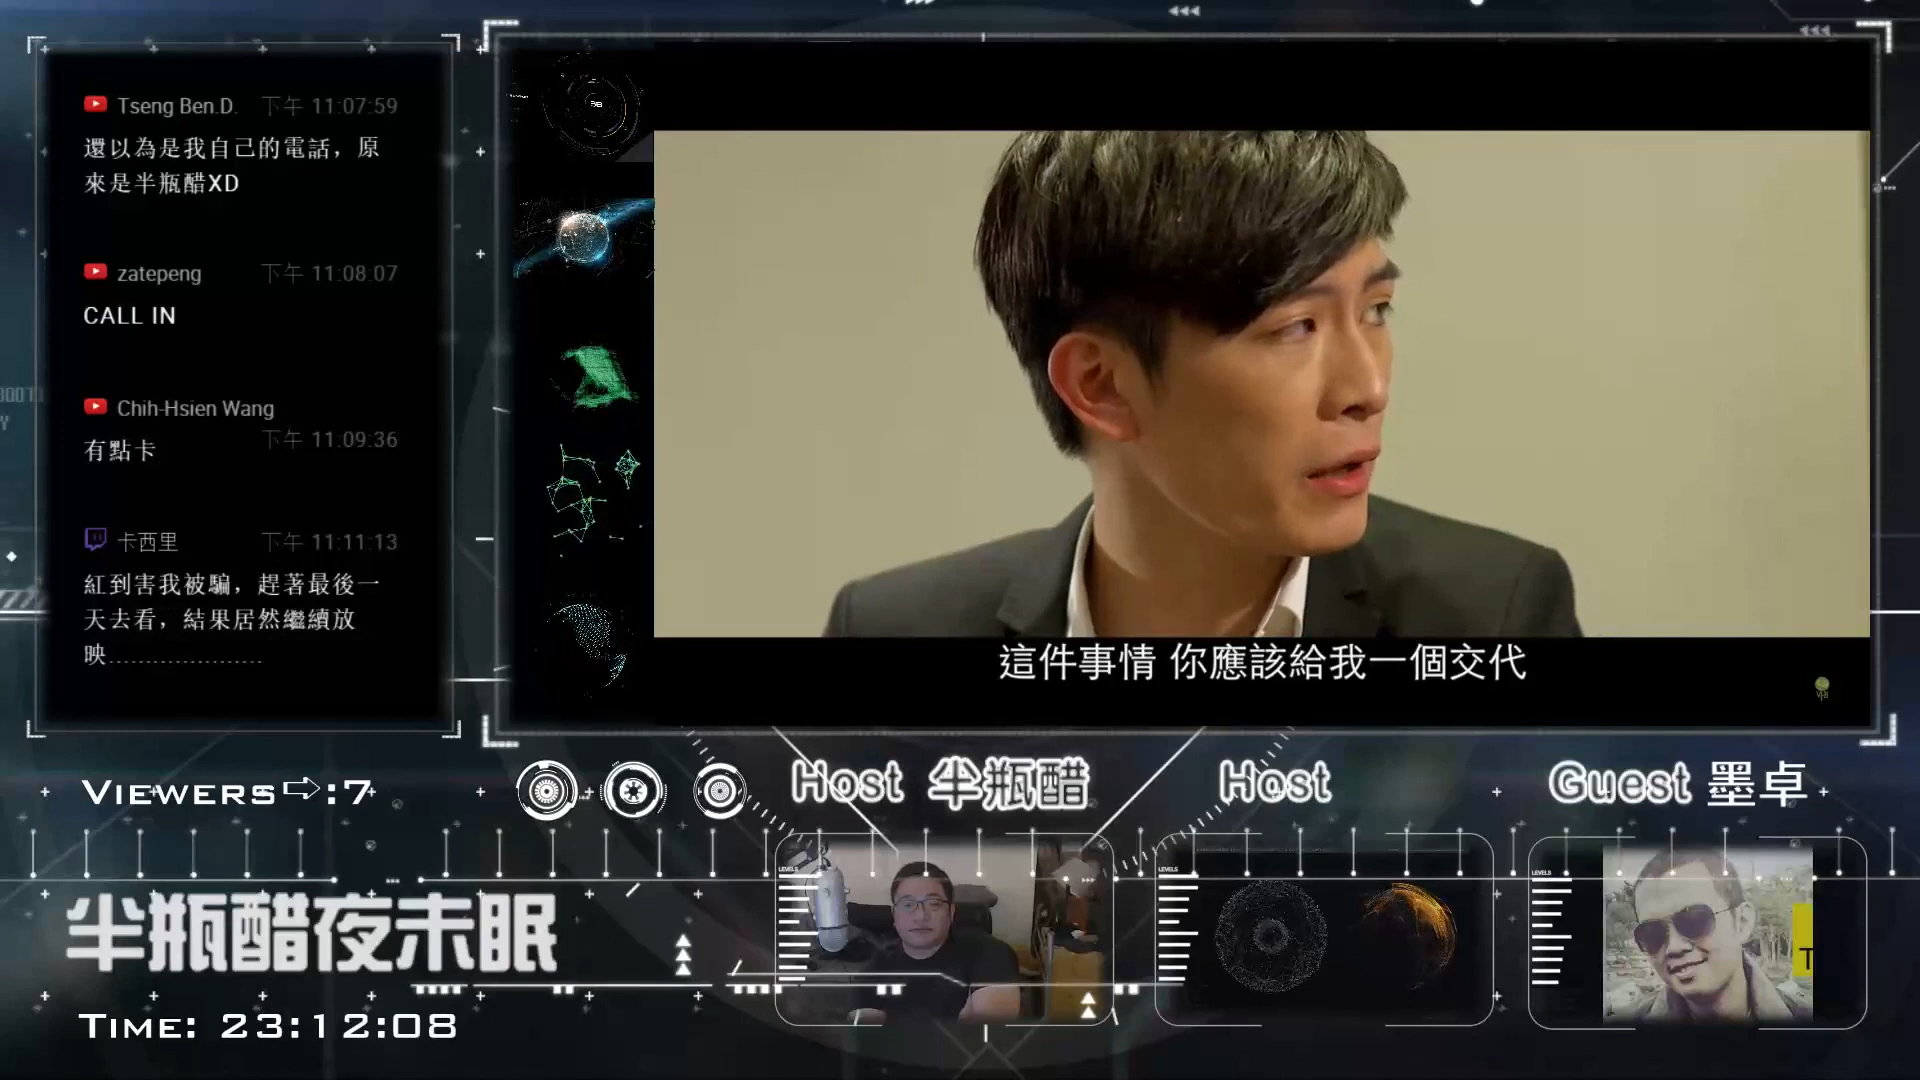 Tseng Ben.D. 下午 11:07:59
還以為是我自己的電話，原
來是半瓶醋XD
zatepeng 下午 11:08:07
CALL IN
Chih-Hsien Wang
下午 11:09:36
有點卡
卡西里 下午 11:11:13
紅到害我被騙，趕著最後一
天去看，結果居然繼續放
映.....................
這件事情 你應該給我一個交代
VIEWERS➪:7
Host 半瓶醋
Host
Guest 墨卓
LEVELS
LEVELS
LEVELS
T
半瓶醋夜未眠
TIME: 23:12:08